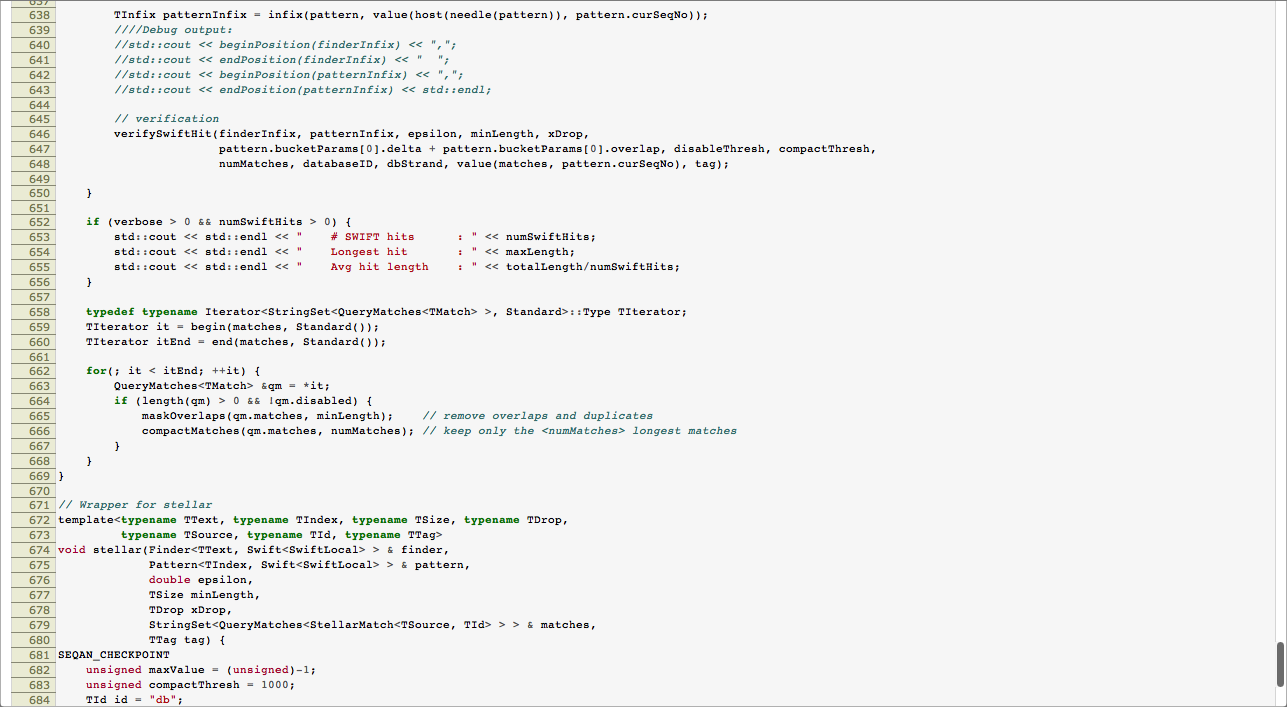 637
638 TInfix patternInfix = infix(pattern, value(host(needle(pattern)), pattern.curSeqNo));
639 ////Debug output:
640 //std::cout << beginPosition(finderInfix) << ",";
641 //std::cout << endPosition(finderInfix) << "  ";
642 //std::cout << beginPosition(patternInfix) << ",";
643 //std::cout << endPosition(patternInfix) << std::endl;
644
645 // verification
646 verifySwiftHit(finderInfix, patternInfix, epsilon, minLength, xDrop,
647 pattern.bucketParams[0].delta + pattern.bucketParams[0].overlap, disableThresh, compactThresh,
648 numMatches, databaseID, dbStrand, value(matches, pattern.curSeqNo), tag);
649
650 }
651
652 if (verbose > 0 && numSwiftHits > 0) {
653 std::cout << std::endl << "    # SWIFT hits      : " << numSwiftHits;
654 std::cout << std::endl << "    Longest hit       : " << maxLength;
655 std::cout << std::endl << "    Avg hit length    : " << totalLength/numSwiftHits;
656 }
657
658 typedef typename Iterator<StringSet<QueryMatches<TMatch> >, Standard>::Type TIterator;
659 TIterator it = begin(matches, Standard());
660 TIterator itEnd = end(matches, Standard());
661
662 for(; it < itEnd; ++it) {
663 QueryMatches<TMatch> &qm = *it;
664 if (length(qm) > 0 && !qm.disabled) {
665 maskOverlaps(qm.matches, minLength);    // remove overlaps and duplicates
666 compactMatches(qm.matches, numMatches); // keep only the <numMatches> longest matches
667 }
668 }
669 }
670
671 // Wrapper for stellar
672 template<typename TText, typename TIndex, typename TSize, typename TDrop,
673 typename TSource, typename TId, typename TTag>
674 void stellar(Finder<TText, Swift<SwiftLocal> > & finder,
675 Pattern<TIndex, Swift<SwiftLocal> > & pattern,
676 double epsilon,
677 TSize minLength,
678 TDrop xDrop,
679 StringSet<QueryMatches<StellarMatch<TSource, TId> > > & matches,
680 TTag tag) {
681 SEQAN_CHECKPOINT
682 unsigned maxValue = (unsigned)-1;
683 unsigned compactThresh = 1000;
684 TId id = "db";